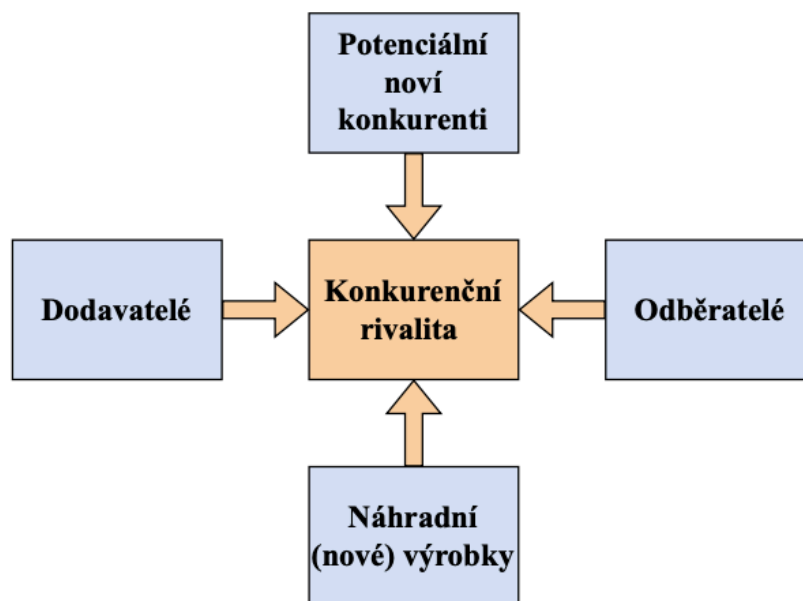 Potenciální
noví
konkurenti
Dodavatelé
Konkurenční
rivalita
Odběratelé
Náhradní
(nové) výrobky